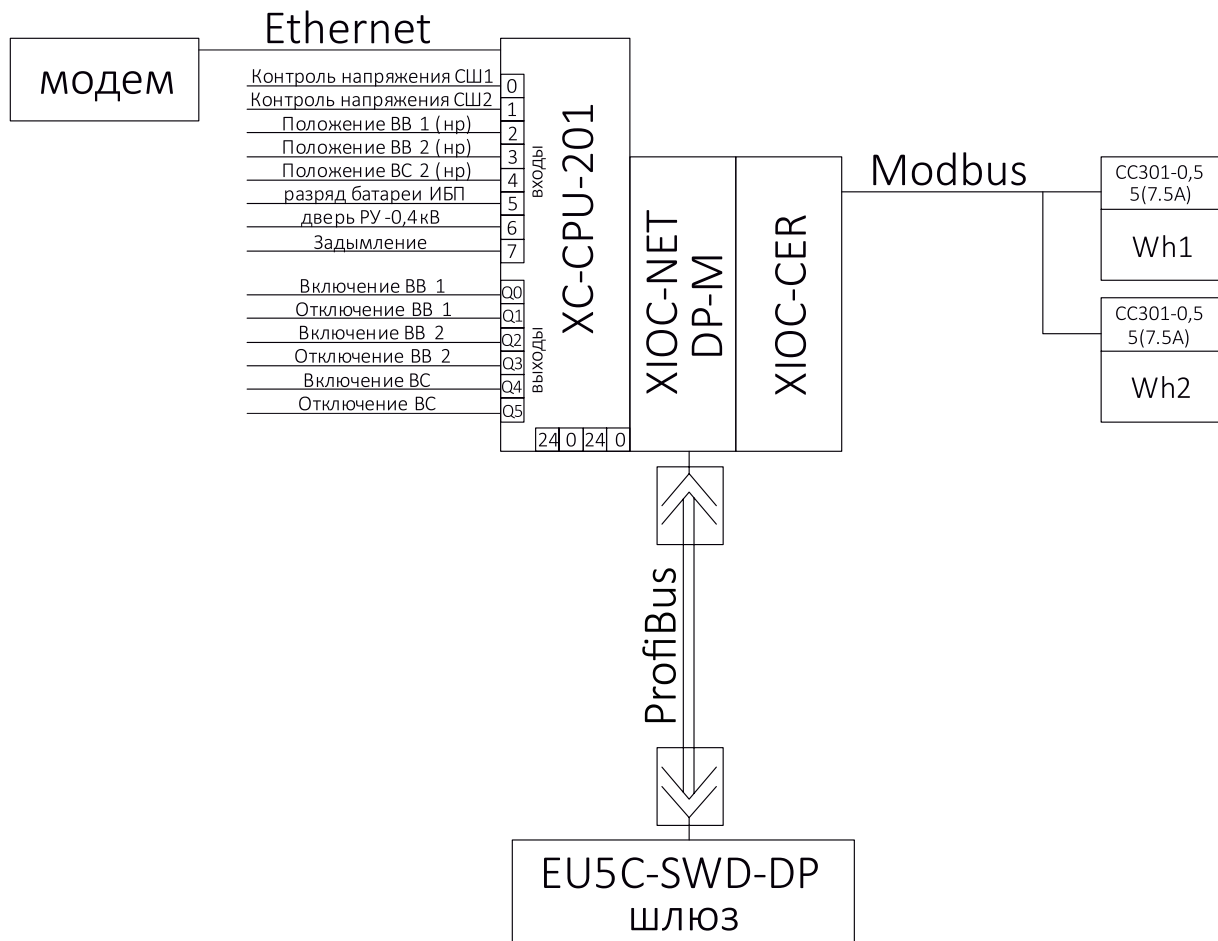 Ethernet
модем
Контроль напряжения СШ1
0
Контроль напряжения СШ2
1
Положение ВВ 1 (нр)
2
Положение ВВ 2 (нр)
3
Положение ВС 2 (нр)
4
разряд батареи ИБП
5
дверь РУ-0,4кВ
6
Задымление
7
входы
Включение ВВ 1
Q0
Отключение ВВ 1
Q1
Включение ВВ 2
Q2
Отключение ВВ 2
Q3
Включение ВС
Q4
Отключение ВС
Q5
выходы
24 0 24 0
XC-CPU-201
XIOC-NET
DP-M
XIOC-CER
Modbus
СС301-0,5
5(7.5А)
Wh1
СС301-0,5
5(7.5А)
Wh2
ProfiBus
EU5C-SWD-DP
шлюз